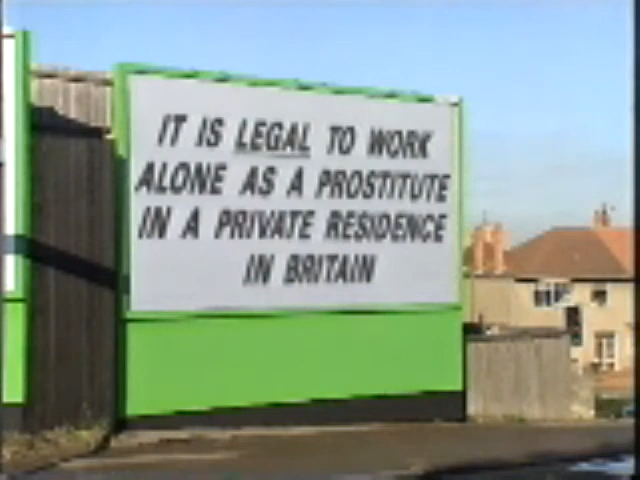 IT IS LEGAL TO WORK
ALONE AS A PROSTITUTE
IN A PRIVATE RESIDENCE
IN BRITAIN